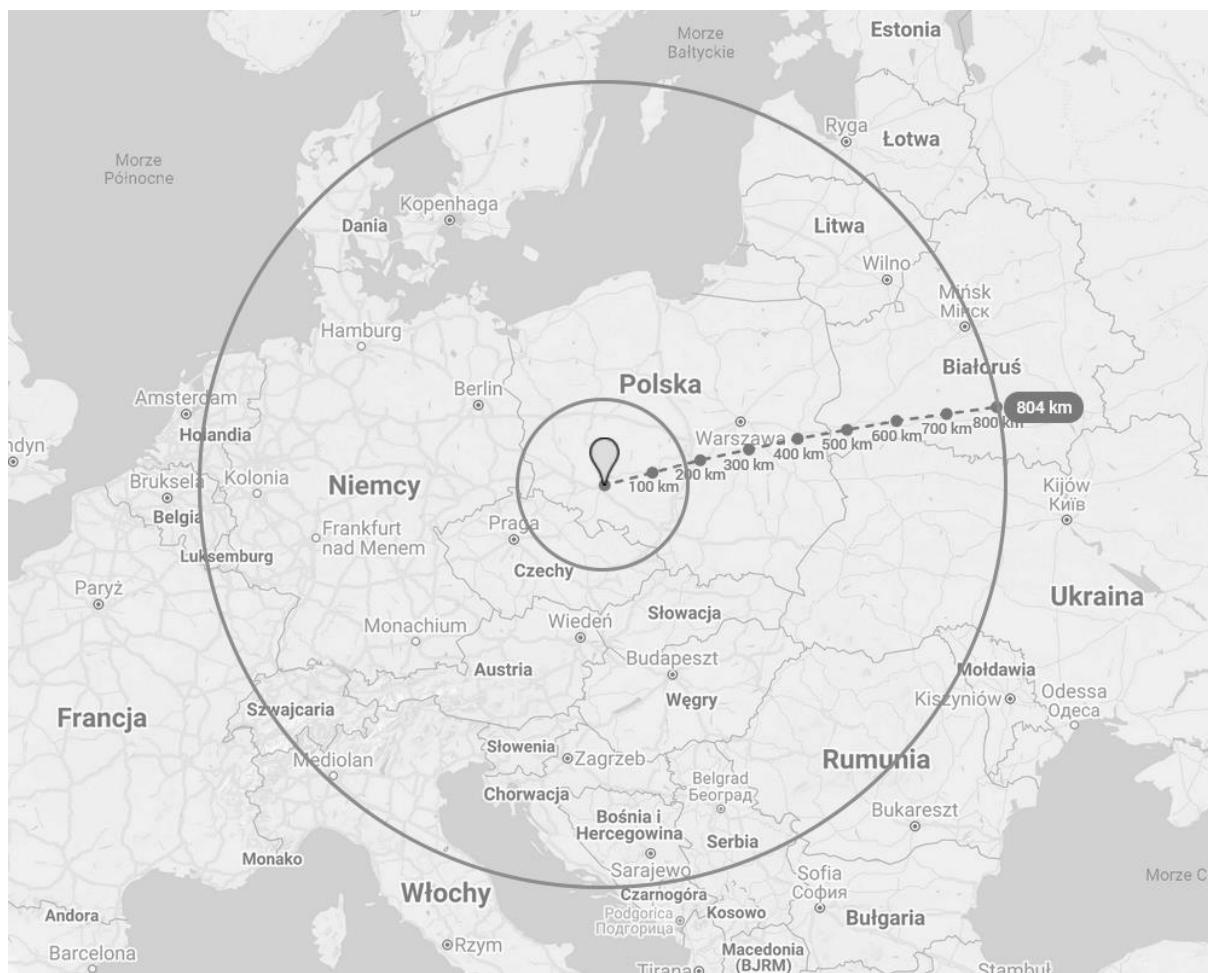 Estonia
Morze
Bałtyckie
Ryga
Łotwa
Morze
Północne
Kopenhaga
Dania
Litwa
Wilno
Mińsk
Мінск
Hamburg
Białoruś
Berlin
Polska
Amsterdam
804 km
Holandia
Warszawa
800 km
700 km
600 km
500 km
400 km
300 km
200 km
100 km
ndyn
Bruksela
Kolonia
Niemcy
Kijów
Київ
Belgia
Frankfurt
nad Menem
Praga
Luksemburg
Czechy
Paryż
Ukraina
Słowacja
Wiedeń
Monachium
Budapeszt
Austria
Mołdawia
Węgry
Kiszyniów
Odessa
Одеса
Szwajcaria
Francja
Słowenia
Zagrzeb
Mediolan
Rumunia
Belgrad
Београд
Chorwacja
Bośnia i
Hercegowina
Bukareszt
Serbia
Monako
Sarajewo
Sofia
София
Morze C
Włochy
Czarnogóra
Podgorica
Подгорица
Kosowo
Bułgaria
Andora
Rzym
Macedonia
(BJRM)
Barcelona
Tirana
Stambuł